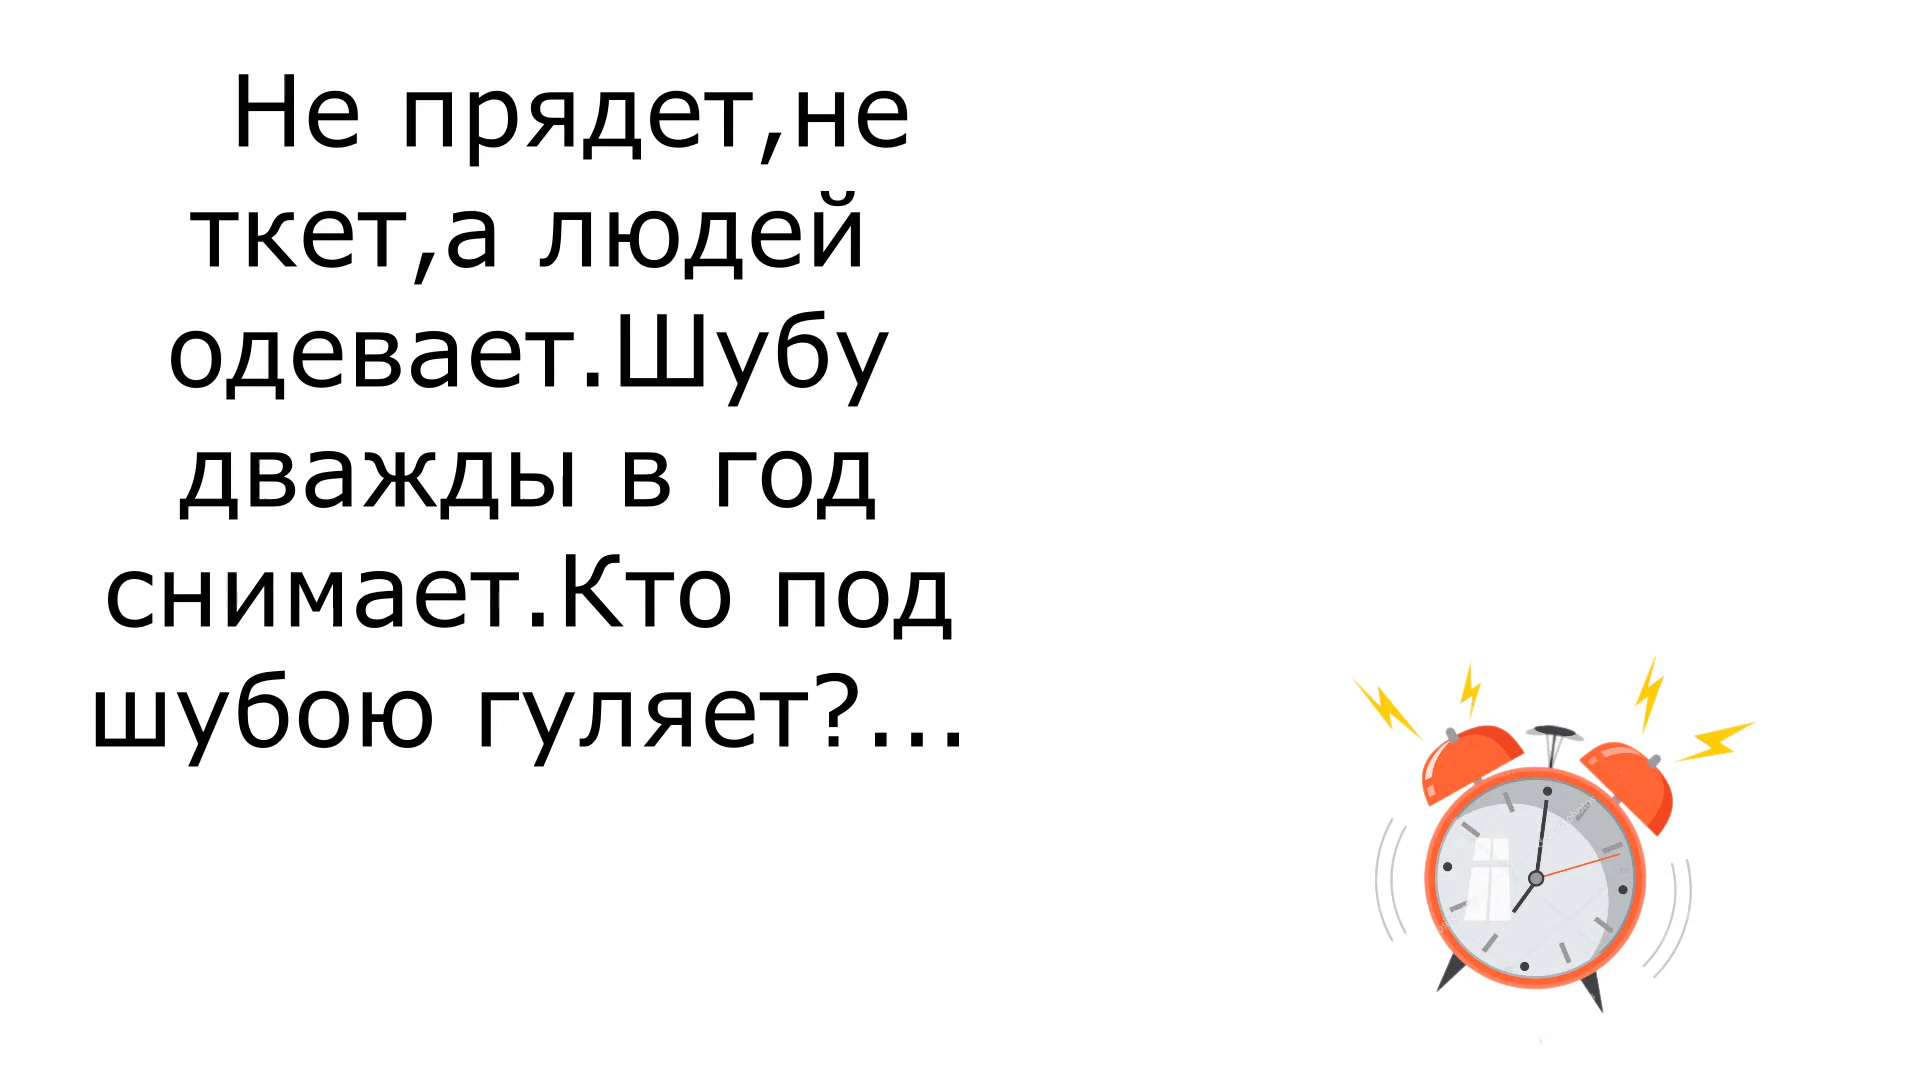 Не прядет,не
ткет,а людей
одевает.Шубу
дважды в год
снимает.Кто под
шубою гуляет?...